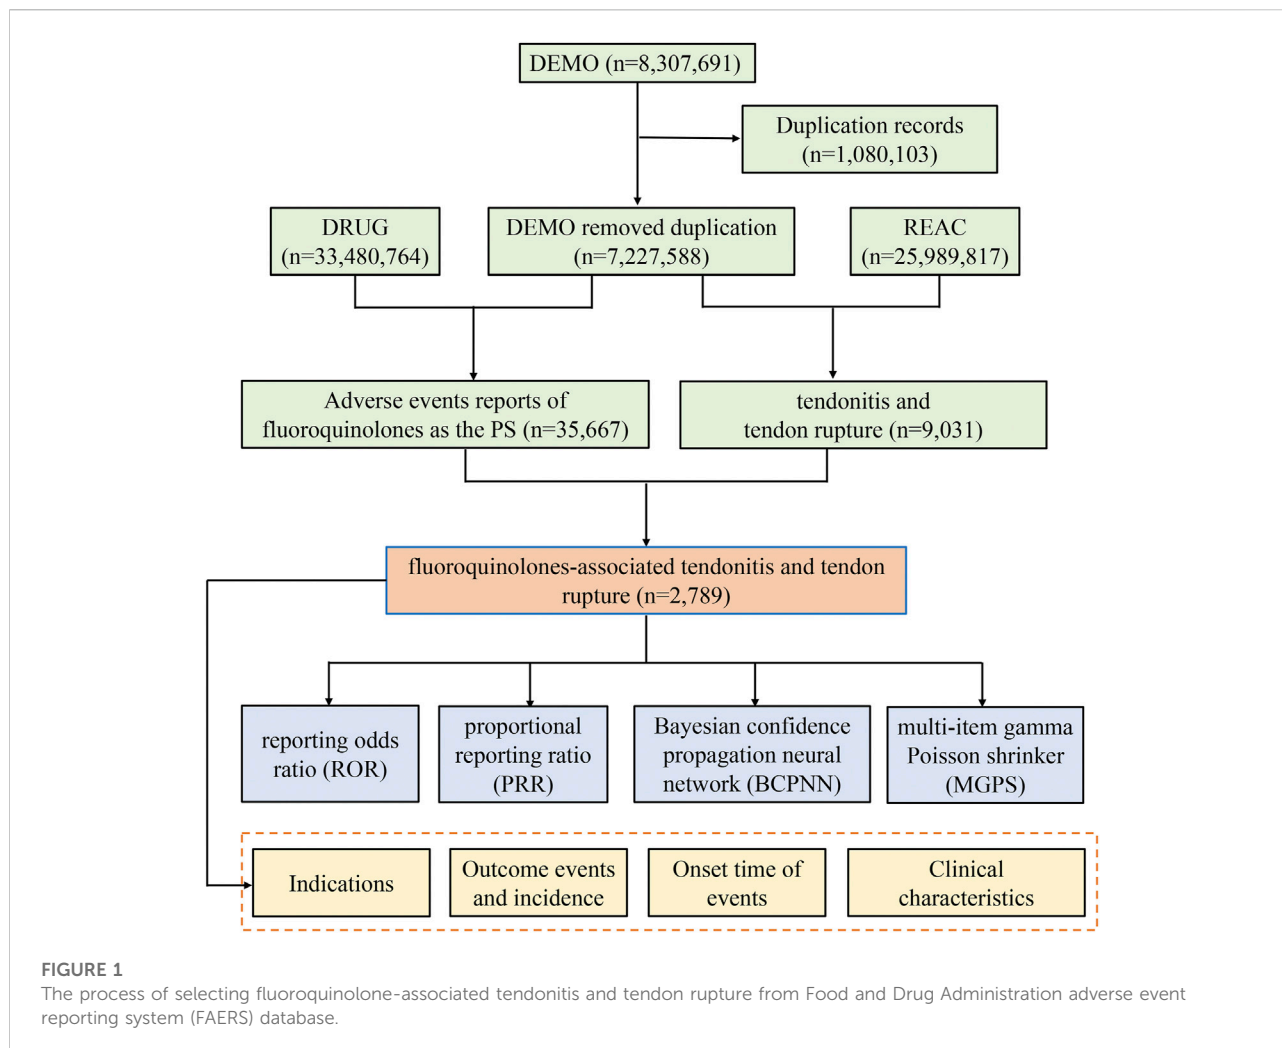 DEMO (n=8,307,691)
Duplication records
(n=1,080,103)
DRUG
(n=33,480,764)
DEMO removed duplication
(n=7,227,588)
REAC
(n=25,989,817)
Adverse events reports of
fluoroquinolones as the PS (n=35,667)
tendonitis and
tendon rupture (n=9,031)
fluoroquinolones-associated tendonitis and tendon
rupture (n=2,789)
reporting odds
ratio (ROR)
proportional
reporting ratio
(PRR)
Bayesian confidence
propagation neural
network (BCPNN)
multi-item gamma
Poisson shrinker
(MGPS)
Indications
Outcome events
and incidence
Onset time of
events
Clinical
characteristics
FIGURE 1
The process of selecting fluoroquinolone-associated tendonitis and tendon rupture from Food and Drug Administration adverse event
reporting system (FAERS) database.